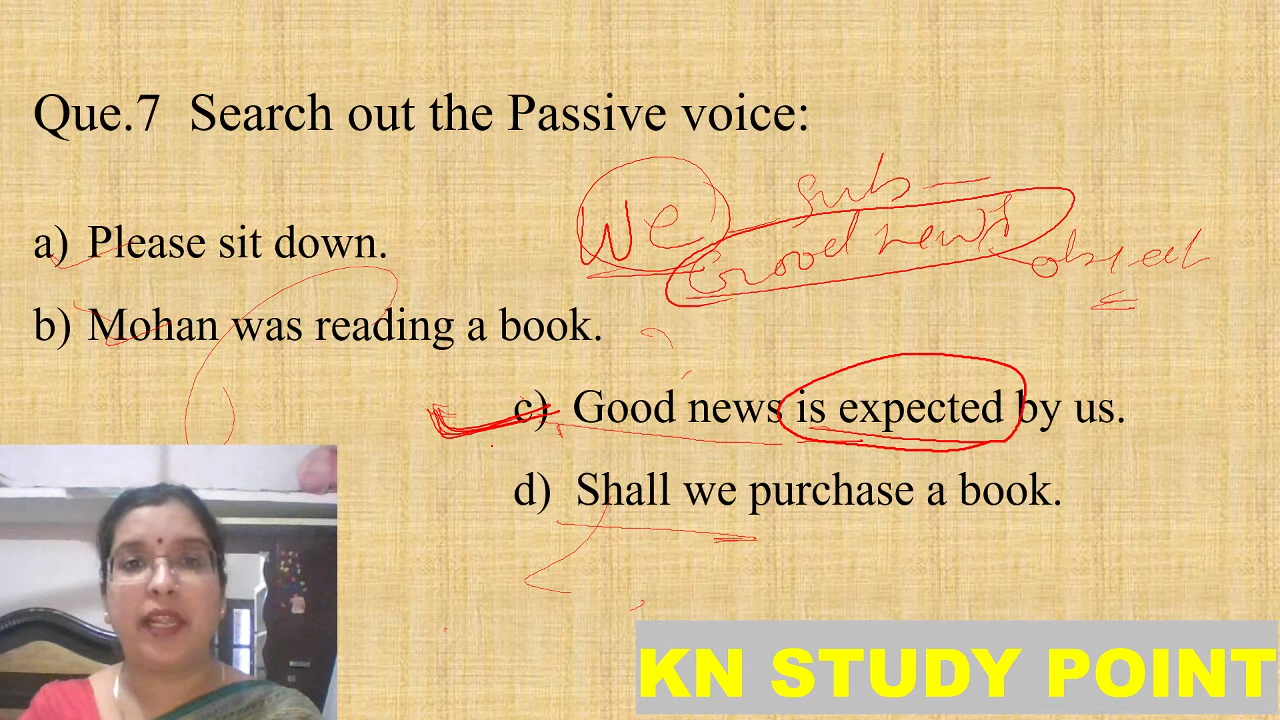 Que.7 Search out the Passive voice:
sub
We Good news object
a) Please sit down.
b) Mohan was reading a book.
c) Good news is expected by us.
d) Shall we purchase a book.
KN STUDY POINT